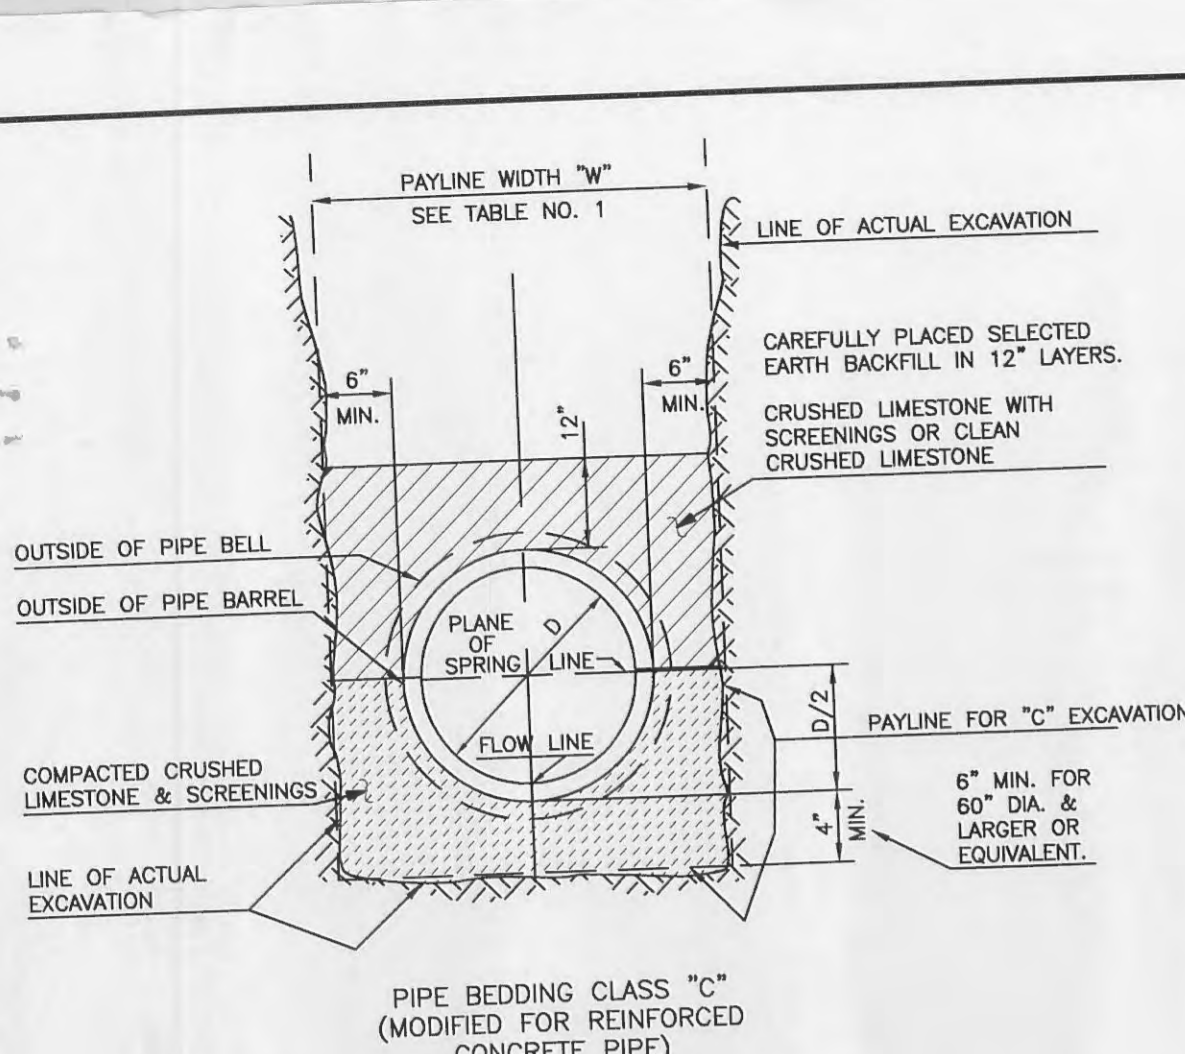 PAYLINE WIDTH "W"
SEE TABLE NO. 1
LINE OF ACTUAL EXCAVATION
CAREFULLY PLACED SELECTED
EARTH BACKFILL IN 12" LAYERS.
6"
MIN.
12"
6"
MIN.
CRUSHED LIMESTONE WITH
SCREENINGS OR CLEAN
CRUSHED LIMESTONE
OUTSIDE OF PIPE BELL
OUTSIDE OF PIPE BARREL
PLANE
OF
SPRING LINE
D
D/2
PAYLINE FOR "C" EXCAVATION
FLOW LINE
COMPACTED CRUSHED
LIMESTONE & SCREENINGS
4"
MIN.
6" MIN. FOR
60" DIA. &
LARGER OR
EQUIVALENT.
LINE OF ACTUAL
EXCAVATION
PIPE BEDDING CLASS "C"
(MODIFIED FOR REINFORCED
CONCRETE PIPE)